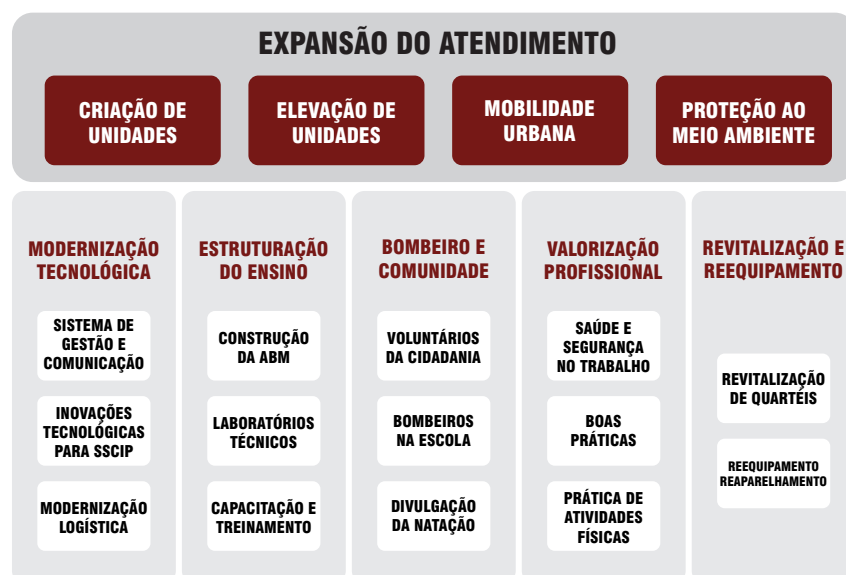 EXPANSÃO DO ATENDIMENTO
CRIAÇÃO DE
UNIDADES
ELEVAÇÃO DE
UNIDADES
MOBILIDADE
URBANA
PROTEÇÃO AO
MEIO AMBIENTE
MODERNIZAÇÃO
TECNOLÓGICA
SISTEMA DE
GESTÃO E
COMUNICAÇÃO
INOVAÇÕES
TECNOLÓGICAS
PARA SSCIP
MODERNIZAÇÃO
LOGÍSTICA
ESTRUTURAÇÃO
DO ENSINO
CONSTRUÇÃO
DA ABM
LABORATÓRIOS
TÉCNICOS
CAPACITAÇÃO E
TREINAMENTO
BOMBEIRO E
COMUNIDADE
VOLUNTÁRIOS
DA CIDADANIA
BOMBEIROS
NA ESCOLA
DIVULGAÇÃO
DA NATAÇÃO
VALORIZAÇÃO
PROFISSIONAL
SAÚDE E
SEGURANÇA
NO TRABALHO
BOAS
PRÁTICAS
PRÁTICA DE
ATIVIDADES
FÍSICAS
REVITALIZAÇÃO E
REEQUIPAMENTO
REVITALIZAÇÃO
DE QUARTÉIS
REEQUIPAMENTO
REAPARELHAMENTO